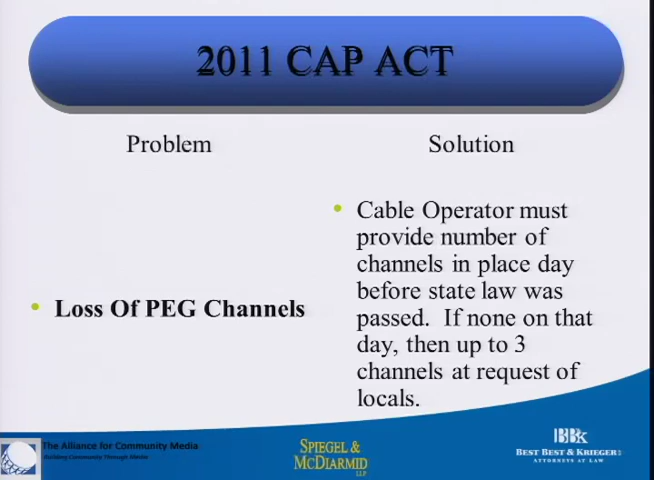 2011 CAP ACT
Problem
Solution
• Loss Of PEG Channels
• Cable Operator must
provide number of
channels in place day
before state law was
passed. If none on that
day, then up to 3
channels at request of
locals.
The Alliance for Community Media
Building Community Through Media
SPIEGEL &
MCDIARMID
LLP
BBK
BEST BEST & KRIEGER
ATTORNEYS AT LAW